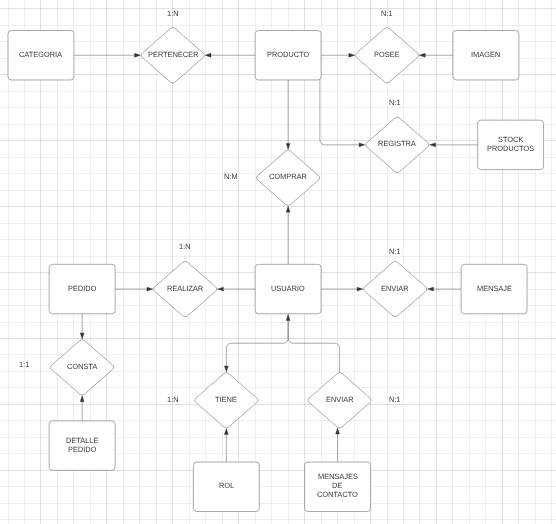 1:N
N:1
CATEGORIA
PERTENECER
PRODUCTO
POSEE
IMAGEN
N:1
REGISTRA
STOCK
PRODUCTOS
N:M
COMPRAR
1:N
N:1
PEDIDO
REALIZAR
USUARIO
ENVIAR
MENSAJE
1:1
CONSTA
1:N
TIENE
ENVIAR
N:1
DETALLE
PEDIDO
ROL
MENSAJES
DE
CONTACTO